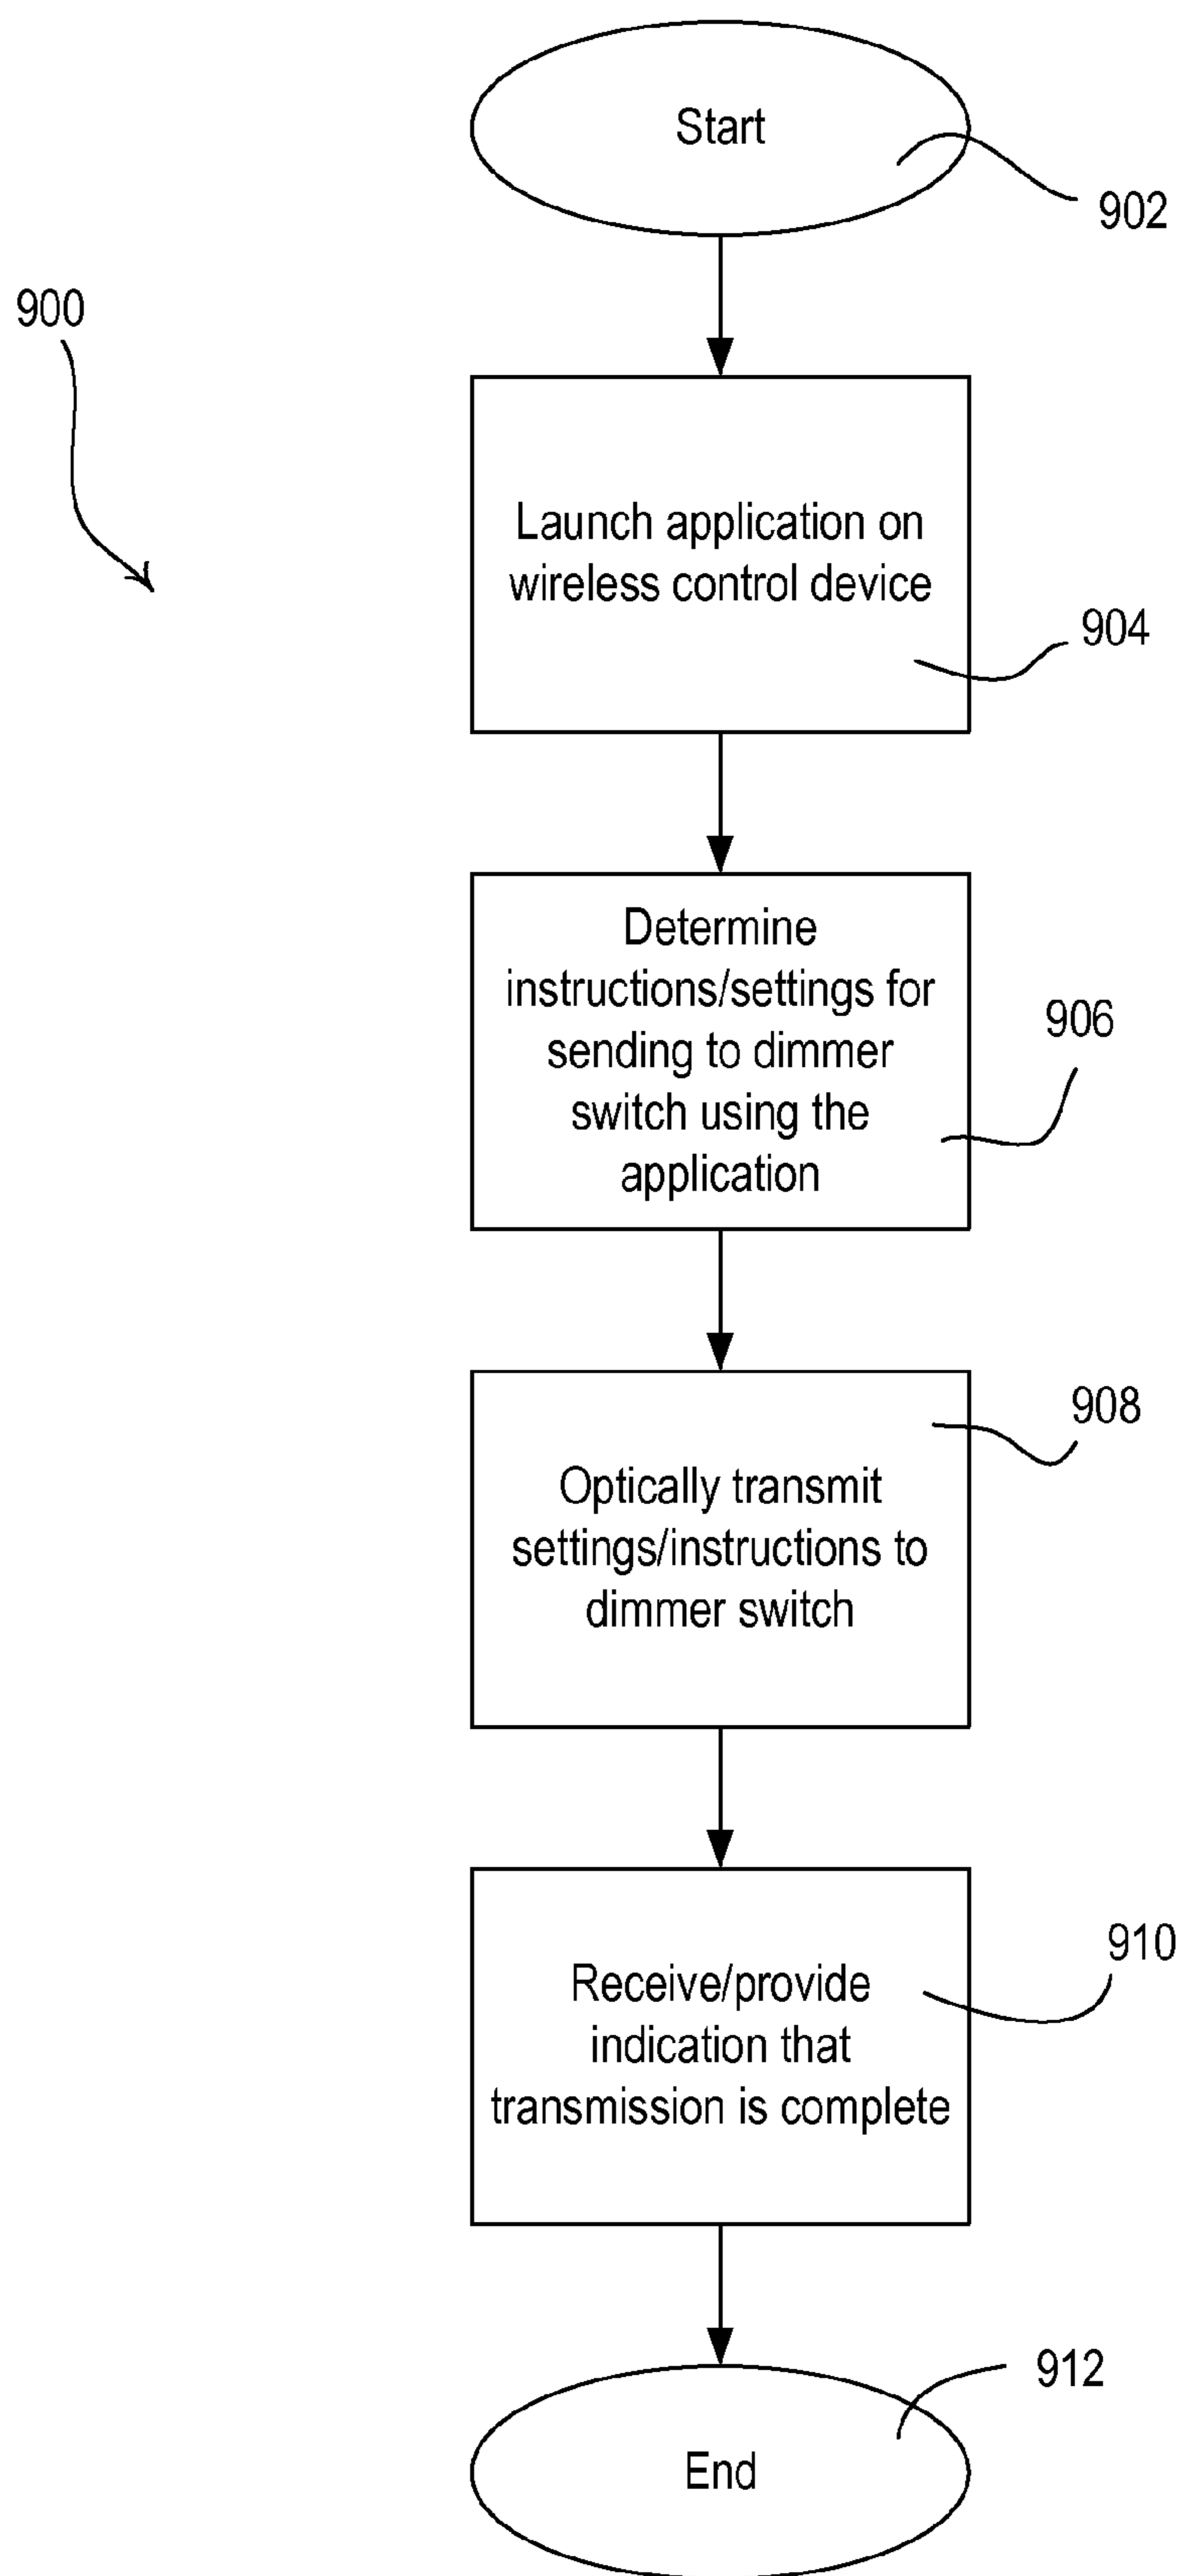 Start
902
900
Launch application on
wireless control device
904
Determine
instructions/settings for
sending to dimmer
switch using the
application
906
908
Optically transmit
settings/instructions to
dimmer switch
910
Receive/provide
indication that
transmission is complete
912
End